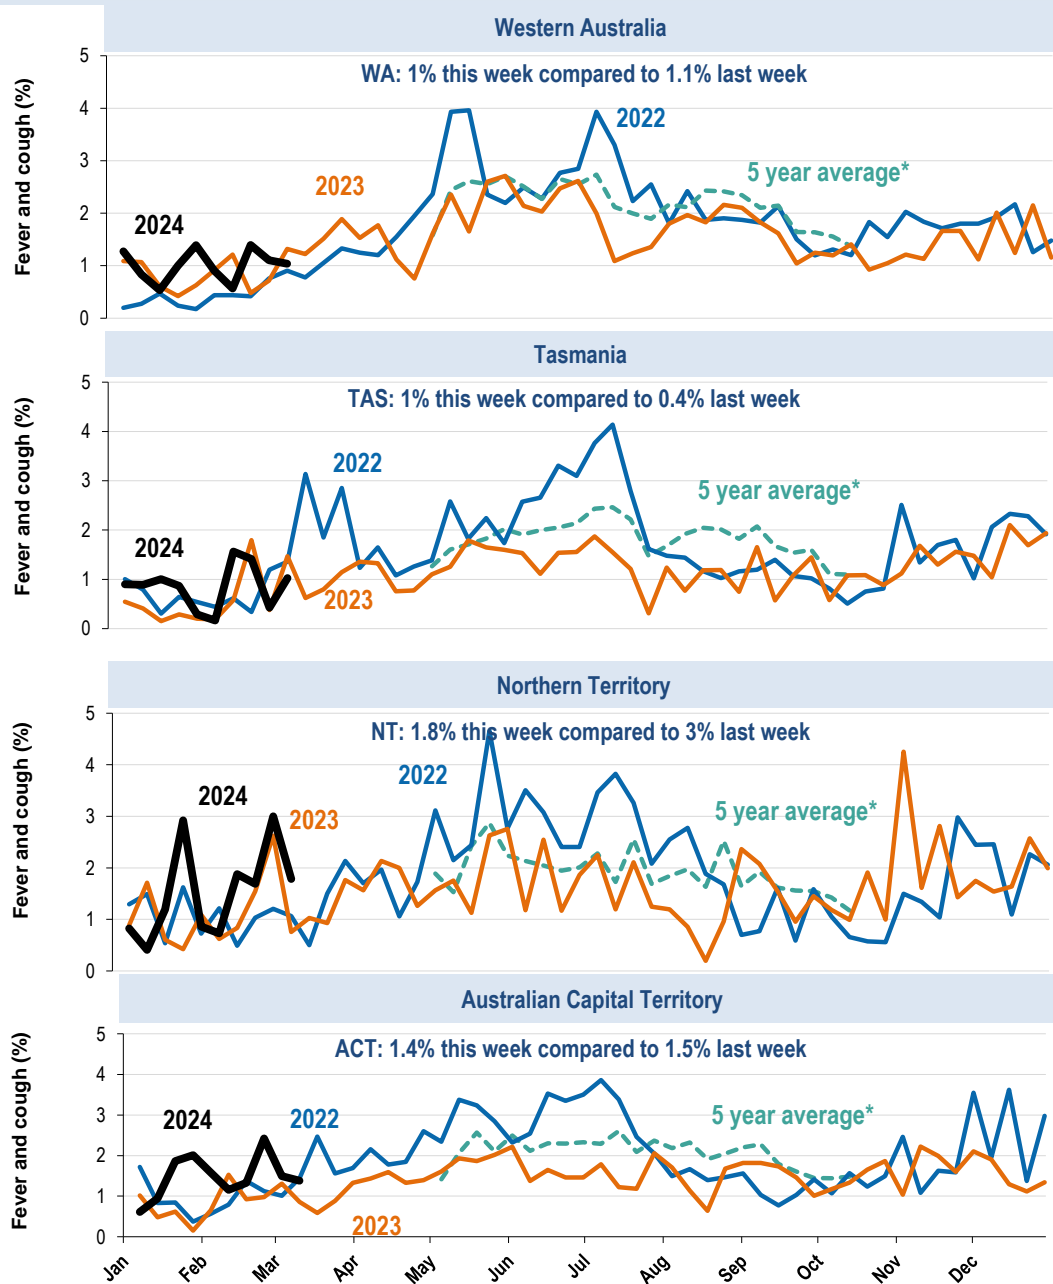 Western Australia
Fever and cough (%)
5
4
3
2
1
0
WA: 1% this week compared to 1.1% last week
2022
2023
2024
5 year average*
Tasmania
Fever and cough (%)
5
4
3
2
1
0
TAS: 1% this week compared to 0.4% last week
2022
2024
2023
5 year average*
Northern Territory
Fever and cough (%)
5
4
3
2
1
0
NT: 1.8% this week compared to 3% last week
2022
2024
2023
5 year average*
Australian Capital Territory
Fever and cough (%)
5
4
3
2
1
0
ACT: 1.4% this week compared to 1.5% last week
2024
2022
5 year average*
2023
Jan
Feb
Mar
Apr
May
Jun
Jul
Aug
Sep
Oct
Nov
Dec